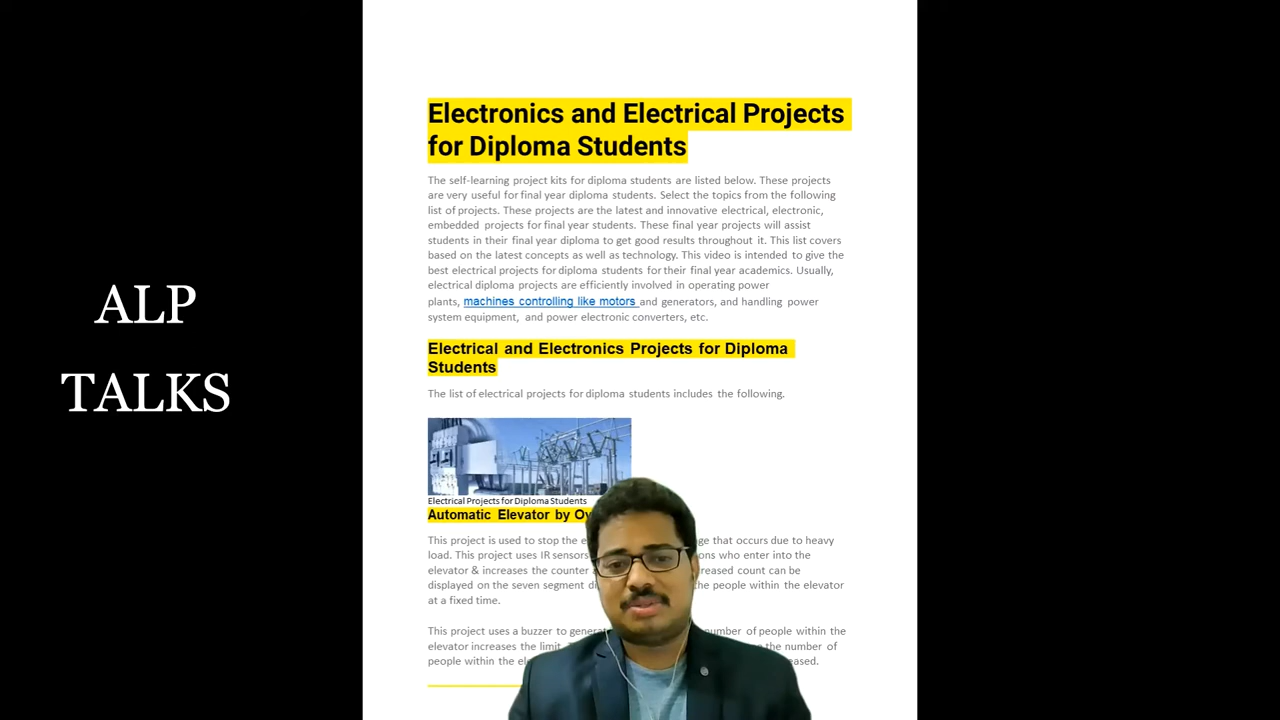 ALP
TALKS
Electronics and Electrical Projects
for Diploma Students
The self-learning project kits for diploma students are listed below. These projects
are very useful for final year diploma students. Select the topics from the following
list of projects. These projects are the latest and innovative electrical, electronic,
embedded projects for final year students. These final year projects will assist
students in their final year diploma to get good results throughout it. This list covers
based on the latest concepts as well as technology. This video is intended to give the
best electrical projects for diploma students for their final year academics. Usually,
electrical diploma projects are efficiently involved in operating power
plants, machines controlling like motors and generators, and handling power
system equipment, and power electronic converters, etc.
Electrical and Electronics Projects for Diploma
Students
The list of electrical projects for diploma students includes the following.
Electrical Projects for Diploma Students
Automatic Elevator by
This project is used to stop the that occurs due to heavy
load. This project uses IR sensors who enter into the
elevator & increases the counter count can be
displayed on the seven segment the people within the elevator
at a fixed time.
This project uses a buzzer to number of people within the
elevator increases the limit. the number of
people within the